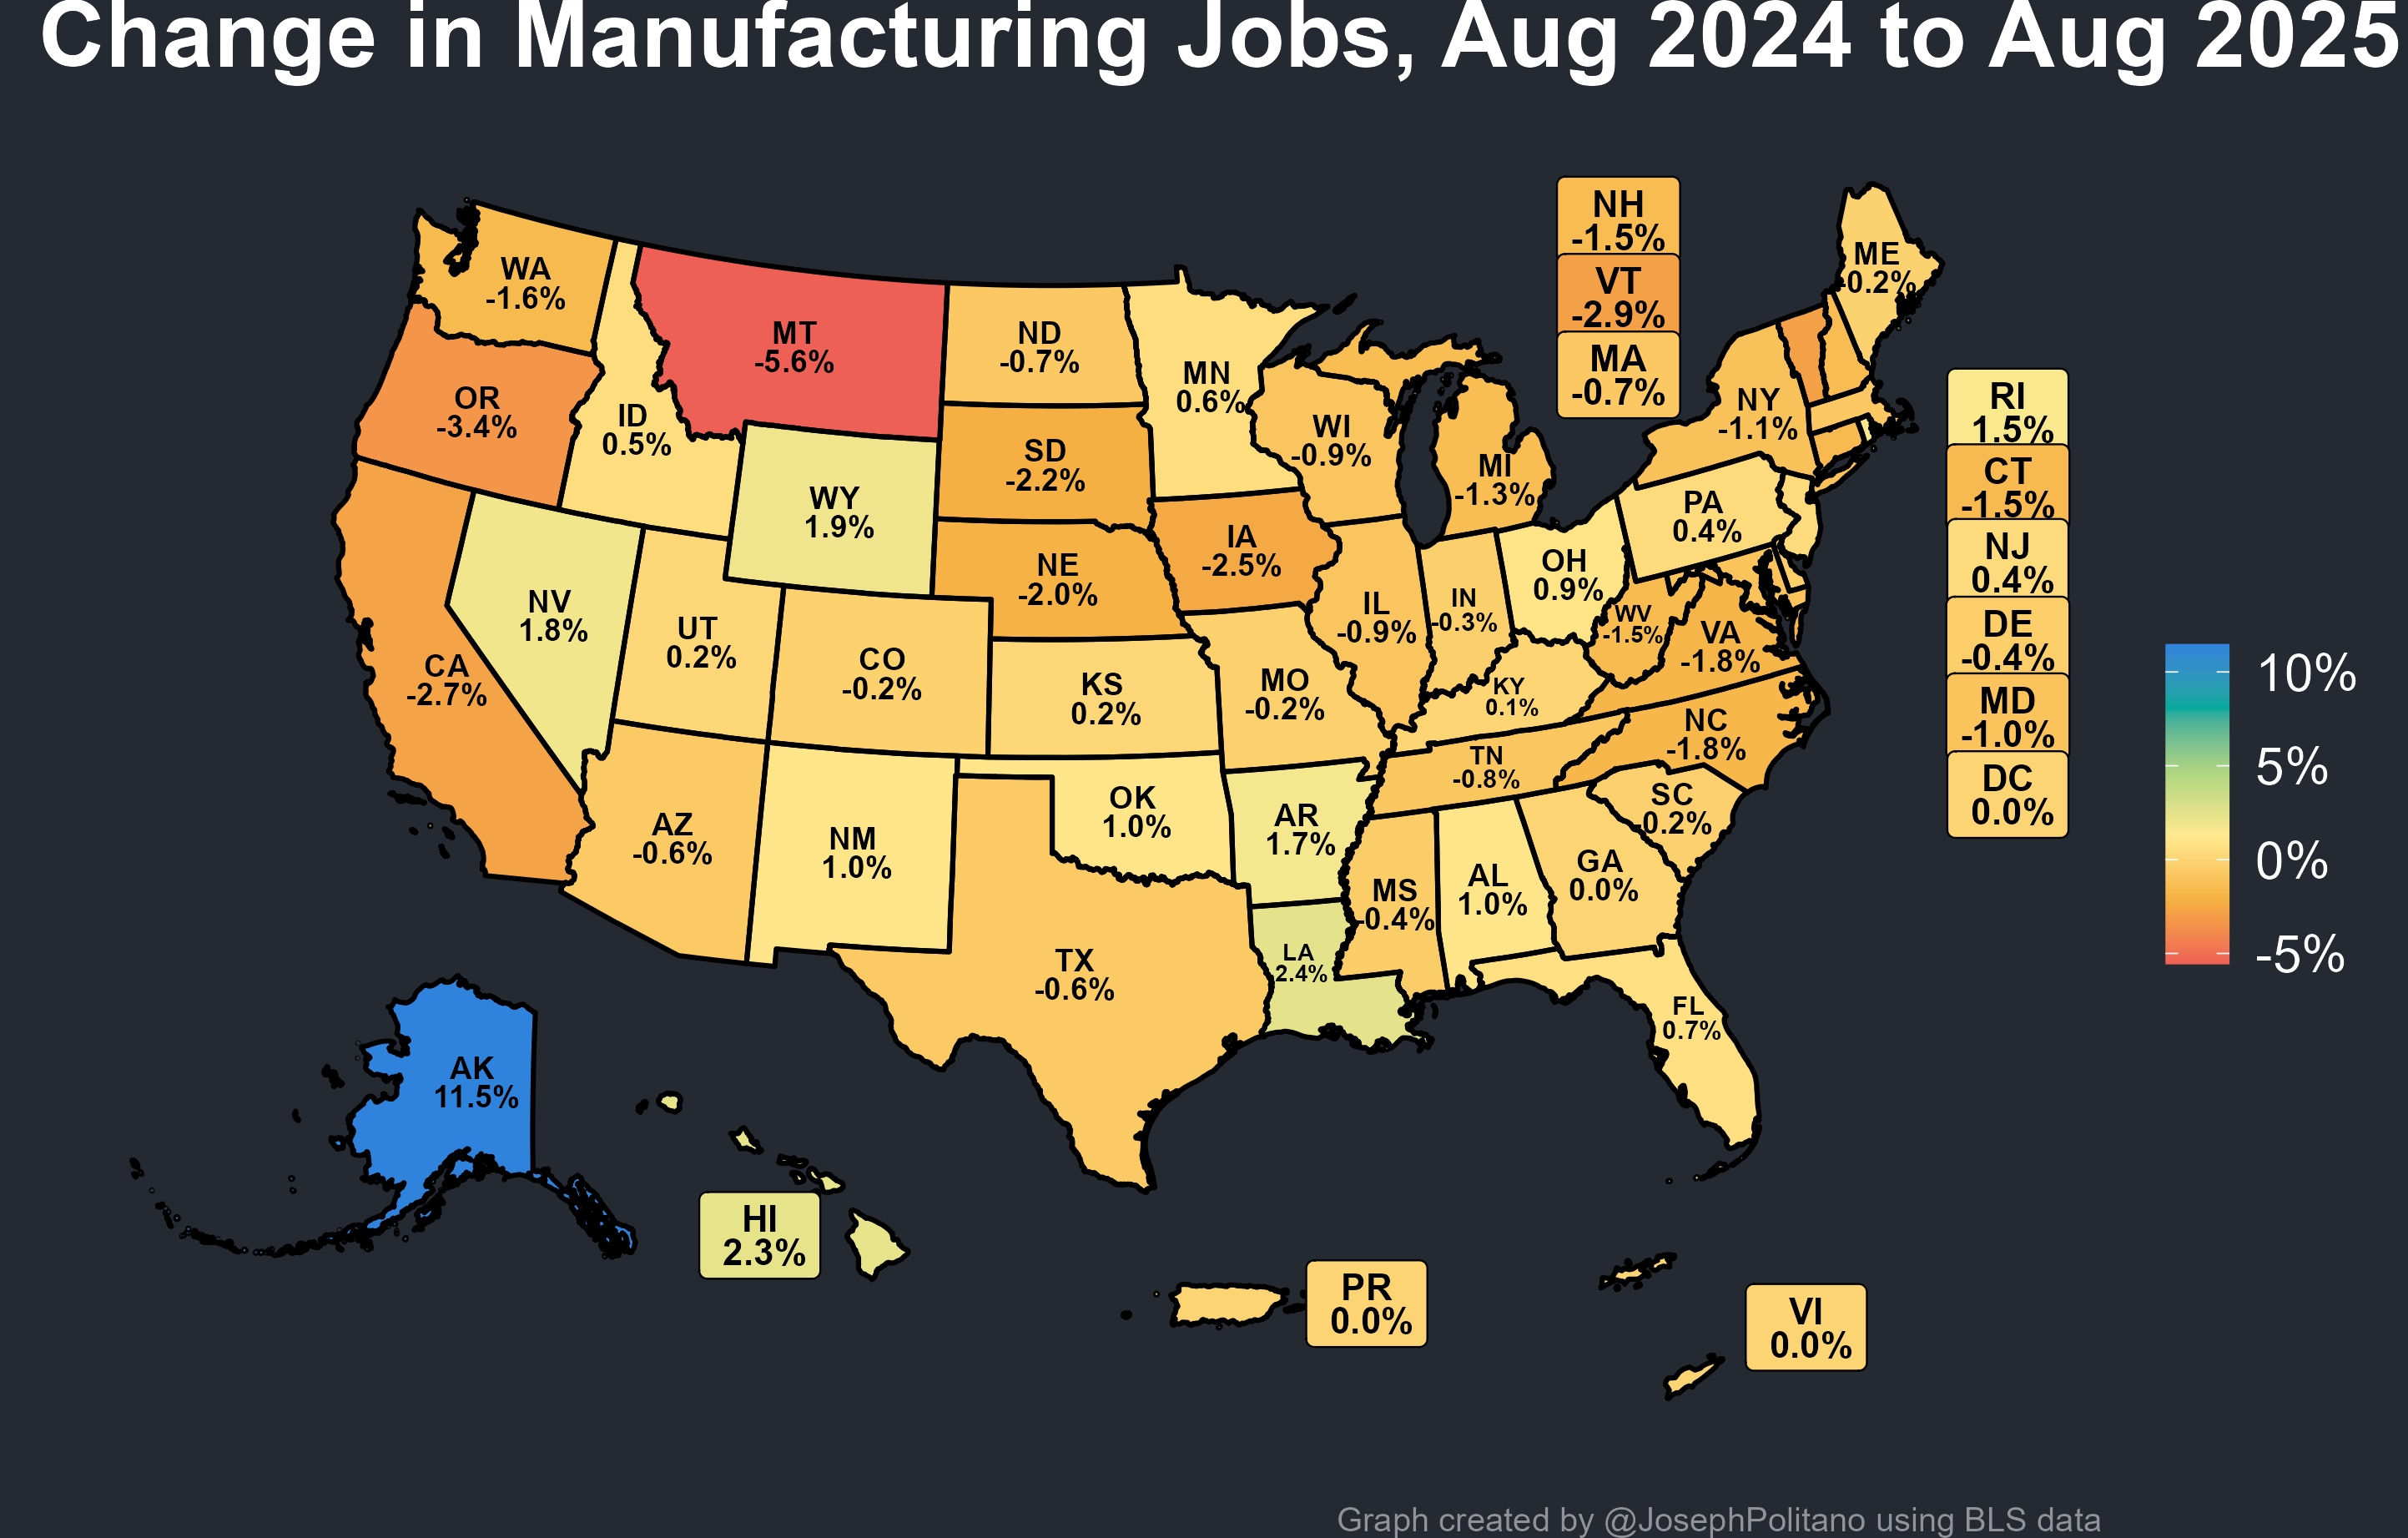 Change in Manufacturing Jobs, Aug 2024 to Aug 2025
NH
-1.5%
VT
-2.9%
MA
-0.7%
ME
-0.2%
WA
-1.6%
MT
-5.6%
ND
-0.7%
MN
0.6%
OR
-3.4%
ID
0.5%
WI
-0.9%
MI
-1.3%
NY
-1.1%
RI
1.5%
CT
-1.5%
NJ
0.4%
DE
-0.4%
MD
-1.0%
DC
0.0%
SD
-2.2%
WY
1.9%
PA
0.4%
IA
-2.5%
NE
-2.0%
OH
0.9%
NV
1.8%
UT
0.2%
IL
-0.9%
IN
-0.3%
WV
-1.5%
VA
-1.8%
CA
-2.7%
CO
-0.2%
KS
0.2%
MO
-0.2%
KY
0.1%
NC
-1.8%
TN
-0.8%
AZ
-0.6%
NM
1.0%
OK
1.0%
AR
1.7%
SC
-0.2%
MS
-0.4%
AL
1.0%
GA
0.0%
TX
-0.6%
LA
2.4%
FL
0.7%
AK
11.5%
HI
2.3%
PR
0.0%
VI
0.0%
10%
5%
0%
-5%
Graph created by @JosephPolitano using BLS data